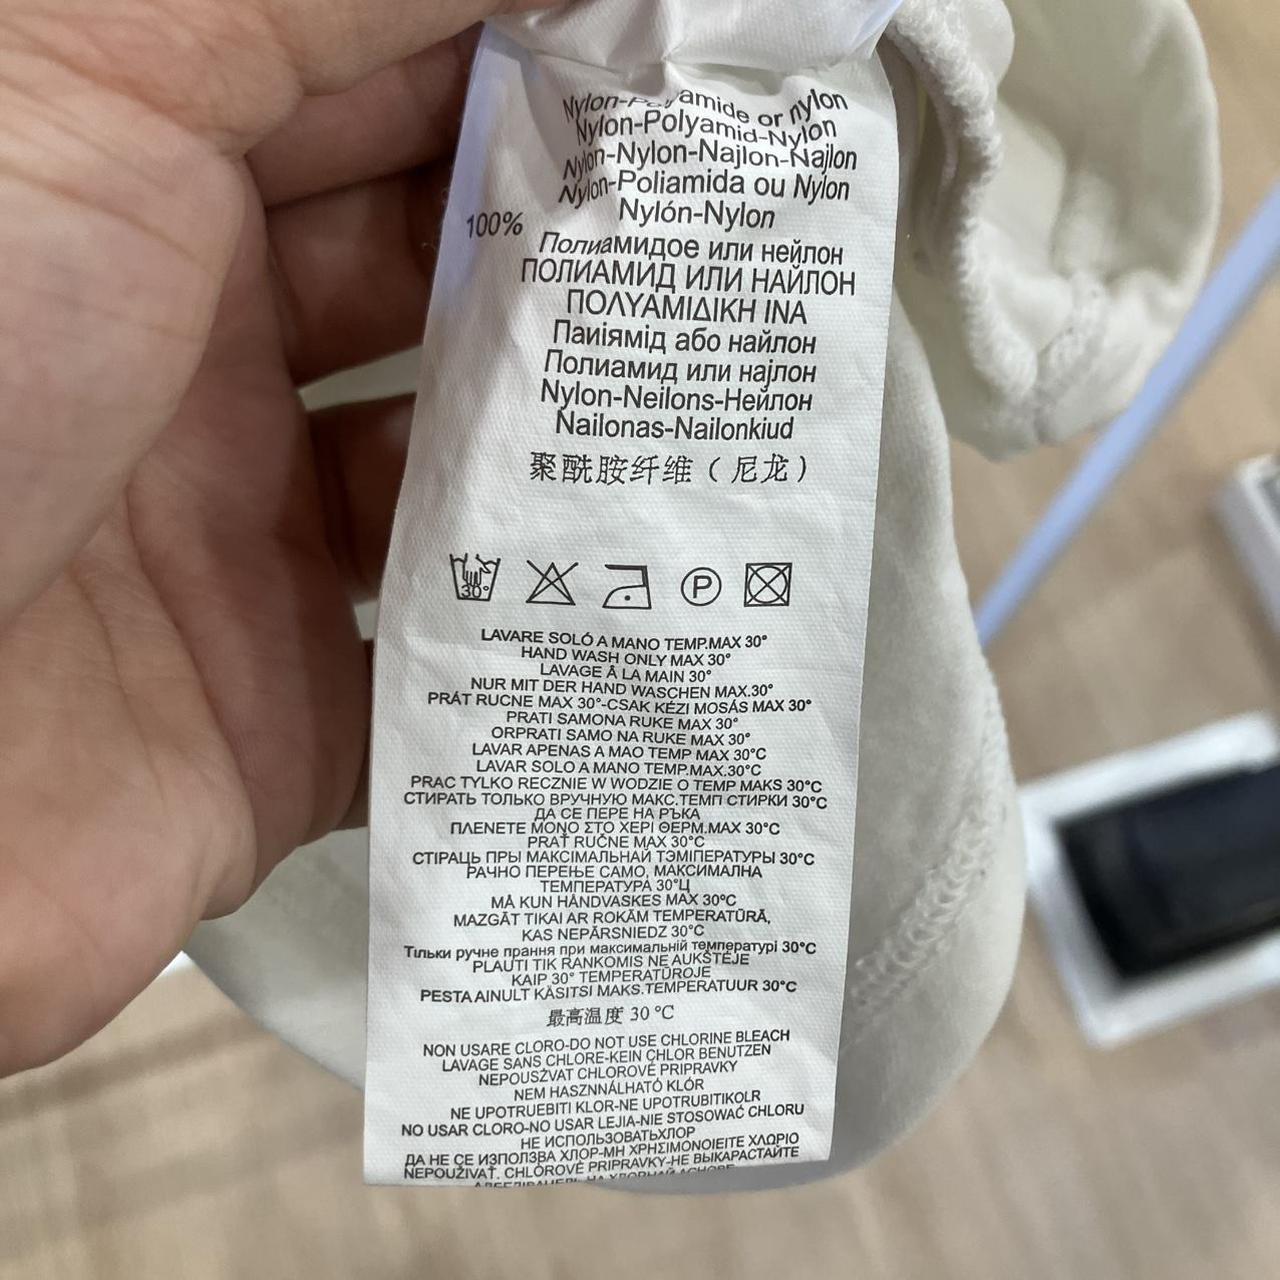 Nylon-Polyamide or nylon
Nylon-Polyamid-Nylon
Nylon-Nylon-Najlon-Najlon
Nylon-Poliamida ou Nylon
Nylón-Nylon
100%
Полиамидое или нейлон
ПОЛИАМИД ИЛИ НАЙЛОН
ΠΟΛΥΑΜΙΔΙΚΗ ΙΝΑ
Паніямід або найлон
Полиамид или најлон
Nylon-Neilons-Нейлон
Nailonas-Nailonkiud
聚酰胺纤维（尼龙）
30°
P
LAVARE SOLÓ A MANO TEMP.MAX 30°
HAND WASH ONLY MAX 30°
LAVAGE Â LA MAIN 30°
NUR MIT DER HAND WASCHEN MAX.30°
PRÁT RUCNE MAX 30°-CSAK KÉZI MOSÁS MAX 30°
PRATI SAMONA RUKE MAX 30°
ORPRATI SAMO NA RUKE MAX 30°
LAVAR APENAS A MAO TEMP MAX 30°C
LAVAR SOLO A MANO TEMP.MAX.30°C
PRAC TYLKO RECZNIE W WODZIE O TEMP MAKS 30°C
СТИРАТЬ ТОЛЬКО ВРУЧНУЮ МАКС.ТЕМП СТИРКИ 30°C
ДА СЕ ПЕРЕ НА РЪКА
ΠΛΕΝΕΤΕ ΜΟΝΟ ΣΤΟ ΧΕΡΙ ΘΕΡΜ.MAX 30°C
PRAŤ RUČNE MAX 30°C
СТІРАЦЬ ПРЫ МАКСІМАЛЬНАЙ ТЭМІПЕРАТУРЫ 30°C
РАЧНО ПЕРЕЊЕ САМО, МАКСИМАЛНА
ТЕМПЕРАТУРА 30°Ц
MÅ KUN HÅNDVASKES MAX 30ºC
MAZGĀT TIKAI AR ROKĀM TEMPERATŪRĀ,
KAS NEPĀRSNIEDZ 30°C
Тільки ручне прання при максимальній температурі 30°C
PLAUTI TIK RANKOMIS NE AUKŠTĖJE
KAIP 30° TEMPERATŪROJE
PESTA AINULT KÄSITSI MAKS.TEMPERATUUR 30°C
最高温度 30 °C
NON USARE CLORO-DO NOT USE CHLORINE BLEACH
LAVAGE SANS CHLORE-KEIN CHLOR BENUTZEN
NEPOUSŽVAT CHLOROVÉ PRIPRAVKY
NEM HASZNNÁLHATÓ KLÓR
NE UPOTRUEBITI KLOR-NE UPOTRUBITIKOLR
NO USAR CLORO-NO USAR LEJIA-NIE STOSOWAĆ CHLORU
НЕ ИСПОЛЬЗОВАТЬХЛОР
ДА НЕ СЕ ИЗПОЛЗВА ХЛОР-ΜΗ ΧΡΗΣΙΜΟΝΟΙΕΙΤΕ ΧΛΩΡΙΟ
NEPOUŽÍVAŤ. CHLÓROVÉ PRIPRAVKY-НЕ ВЫКАРАСТАЙТЕ